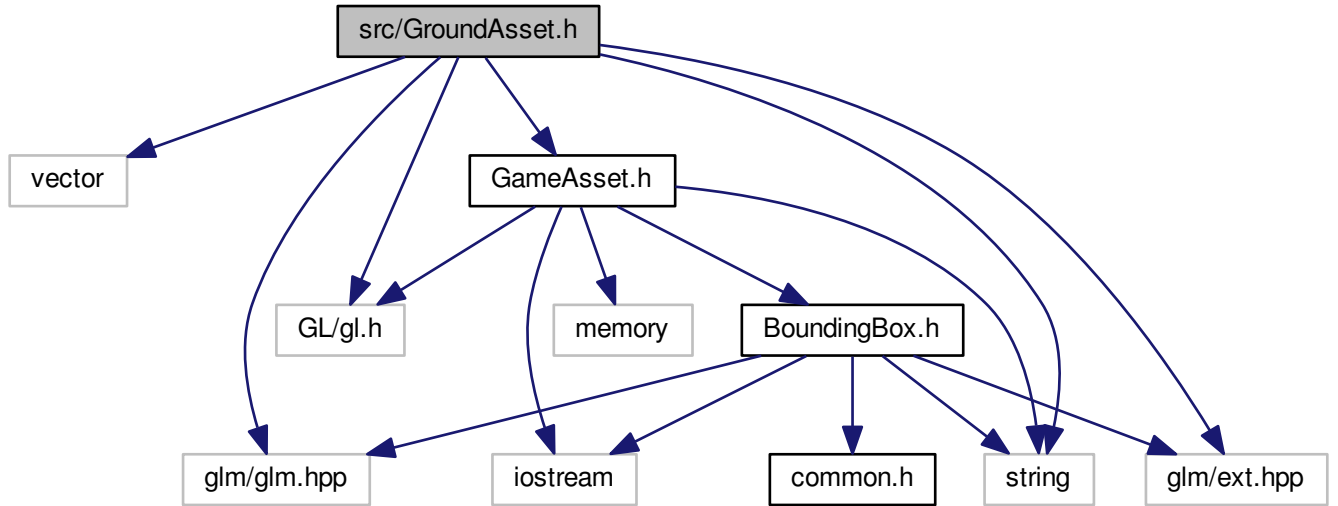 src/GroundAsset.h
vector
GameAsset.h
GL/gl.h
memory
BoundingBox.h
glm/glm.hpp
iostream
common.h
string
glm/ext.hpp